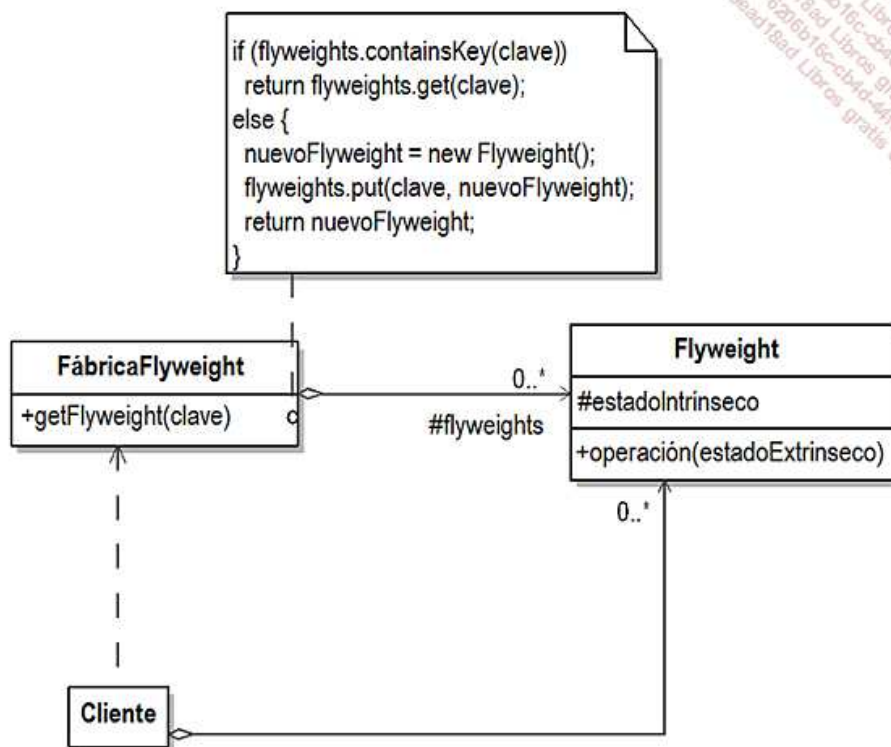 if (flyweights.containsKey(clave))
return flyweights.get(clave);
else {
nuevoFlyweight = new Flyweight();
flyweights.put(clave, nuevoFlyweight);
return nuevoFlyweight;
}
FábricaFlyweight
+getFlyweight(clave)
0..*
#flyweights
Flyweight
#estadoIntrínseco
+operación(estadoExtrinseco)
0..*
Cliente